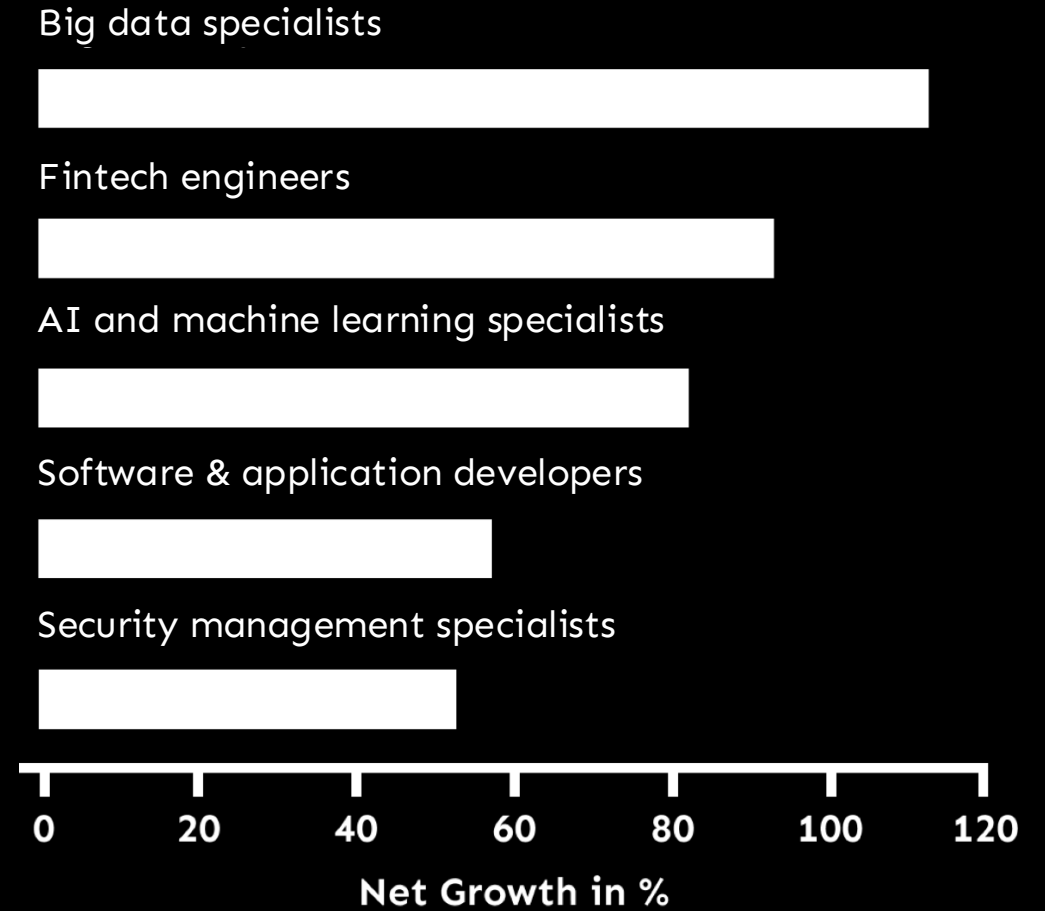 Big data specialists
Fintech engineers
AI and machine learning specialists
Software & application developers
Security management specialists
0 20 40 60 80 100 120
Net Growth in %